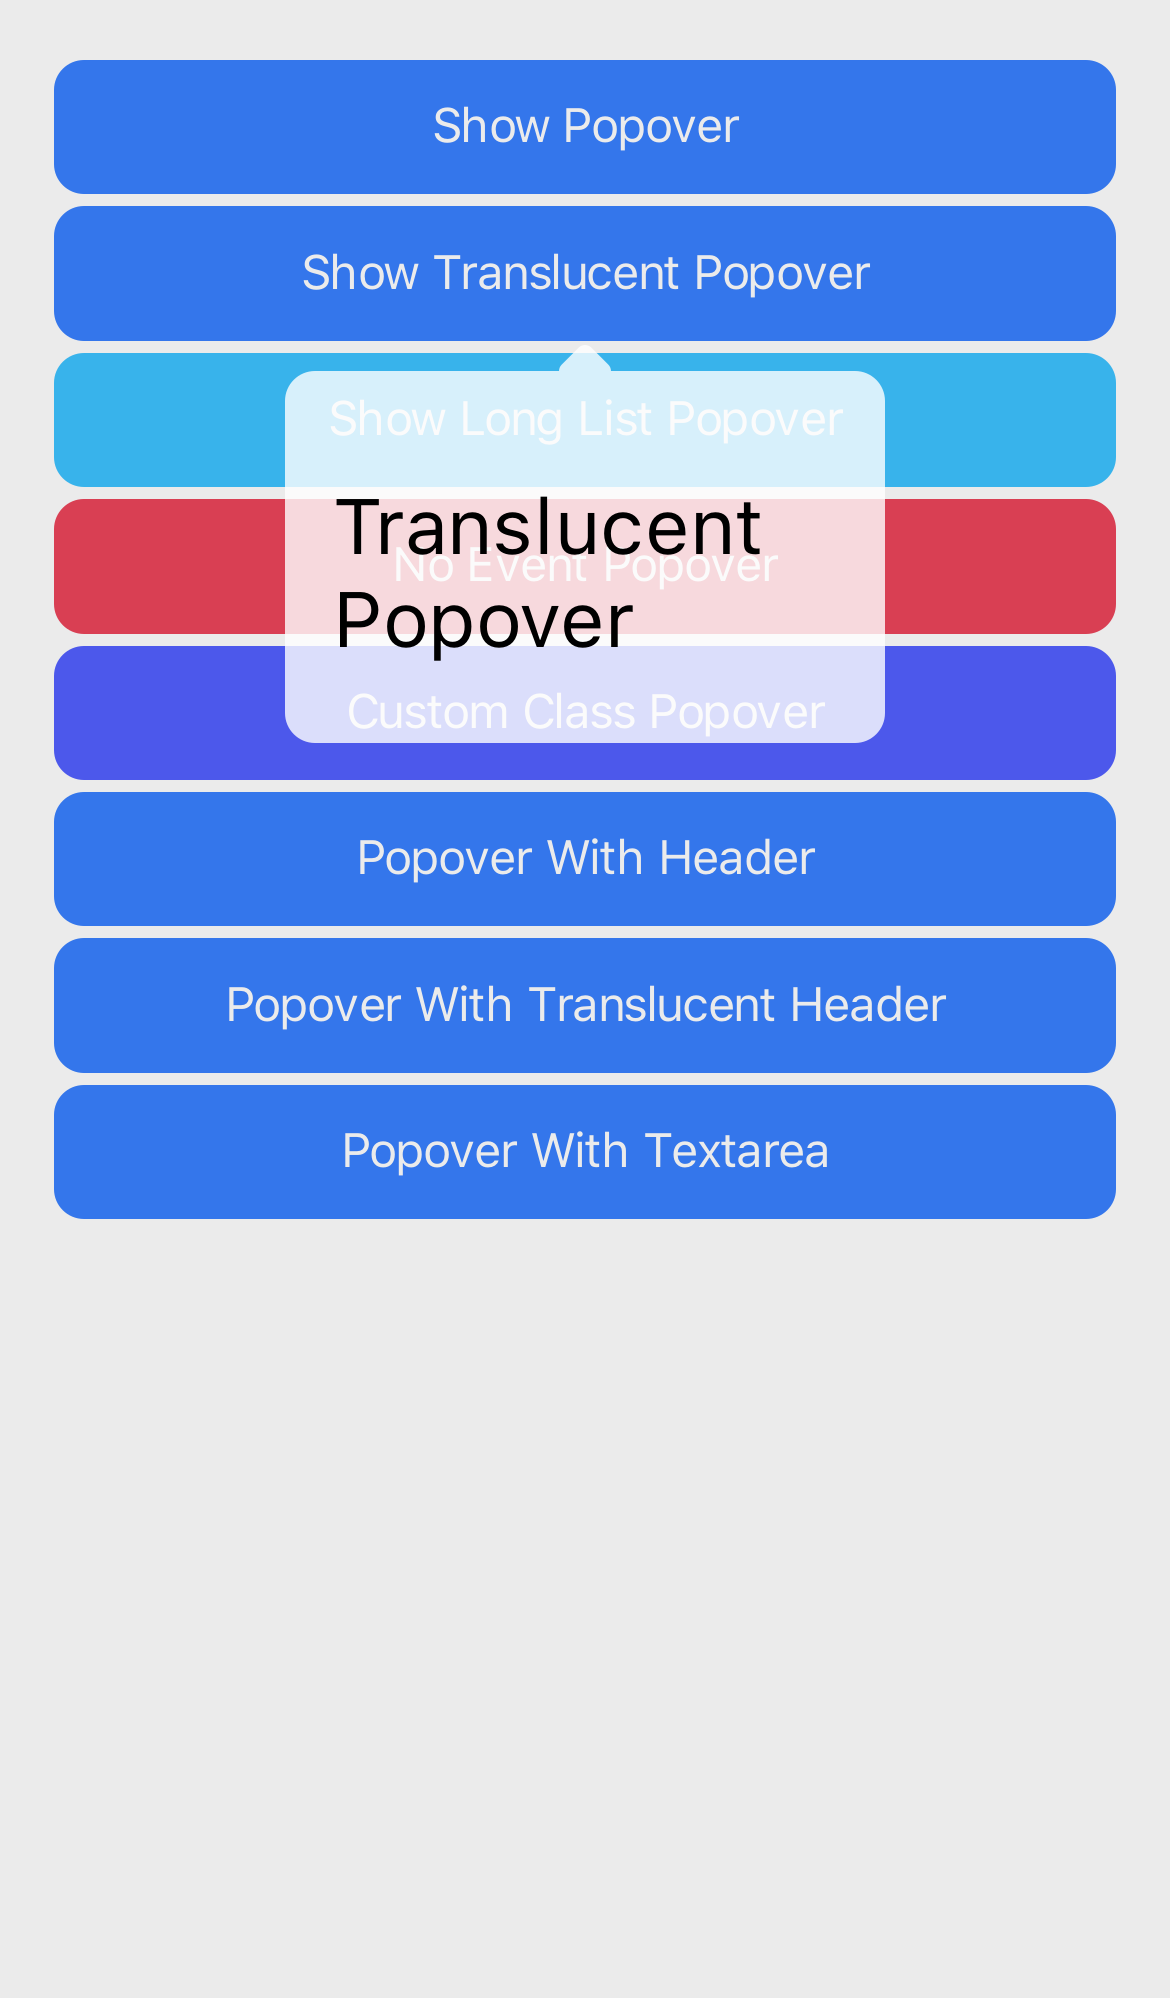 Show Popover
Show Translucent Popover
Show Long List Popover
Translucent
No Event Popover
Popover
Custom Class Popover
Popover With Header
Popover With Translucent Header
Popover With Textarea